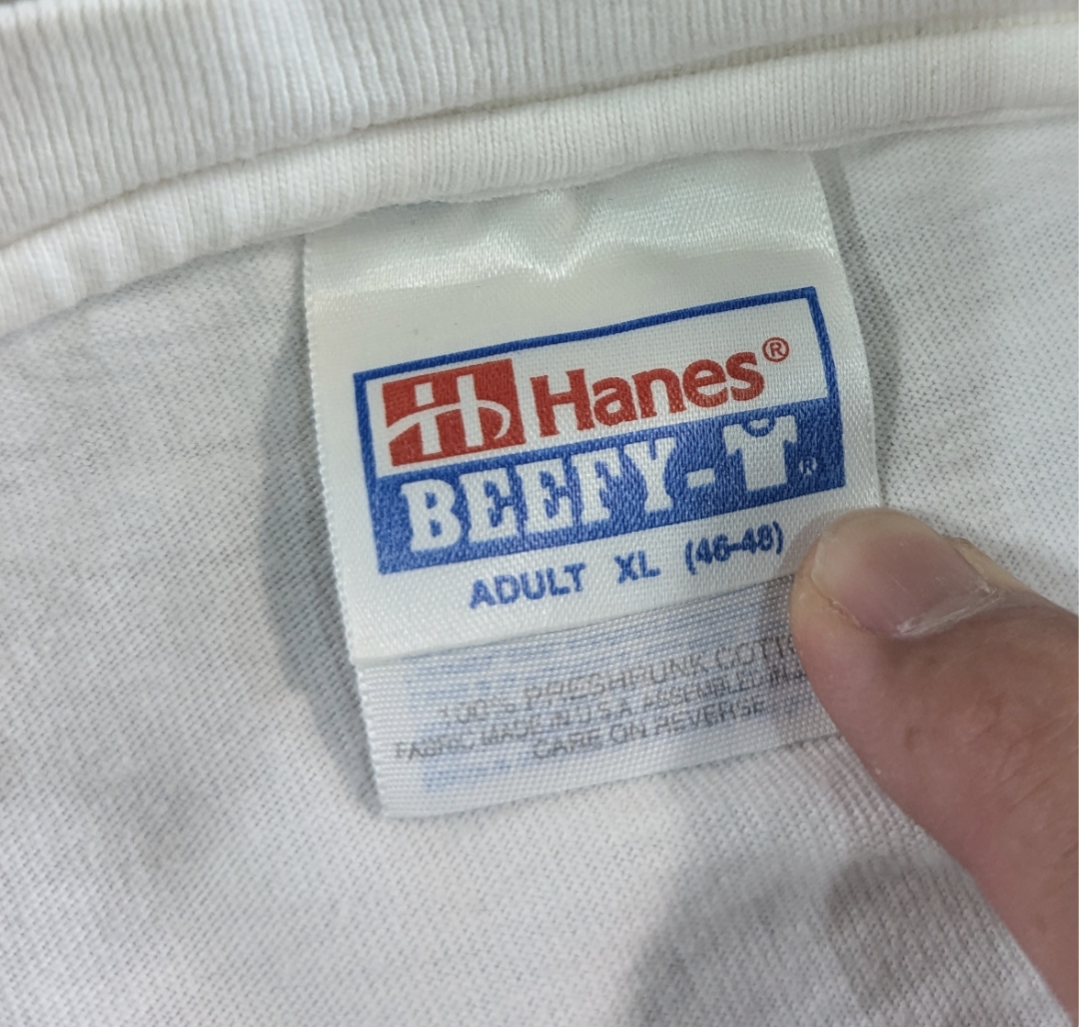 Hanes®
BEEFY-®
ADULT XL (46-48)
100% PRESHRUNK
FABRIC MADE IN U.S.A. ASSEMBLED IN
CARE ON REVERSE